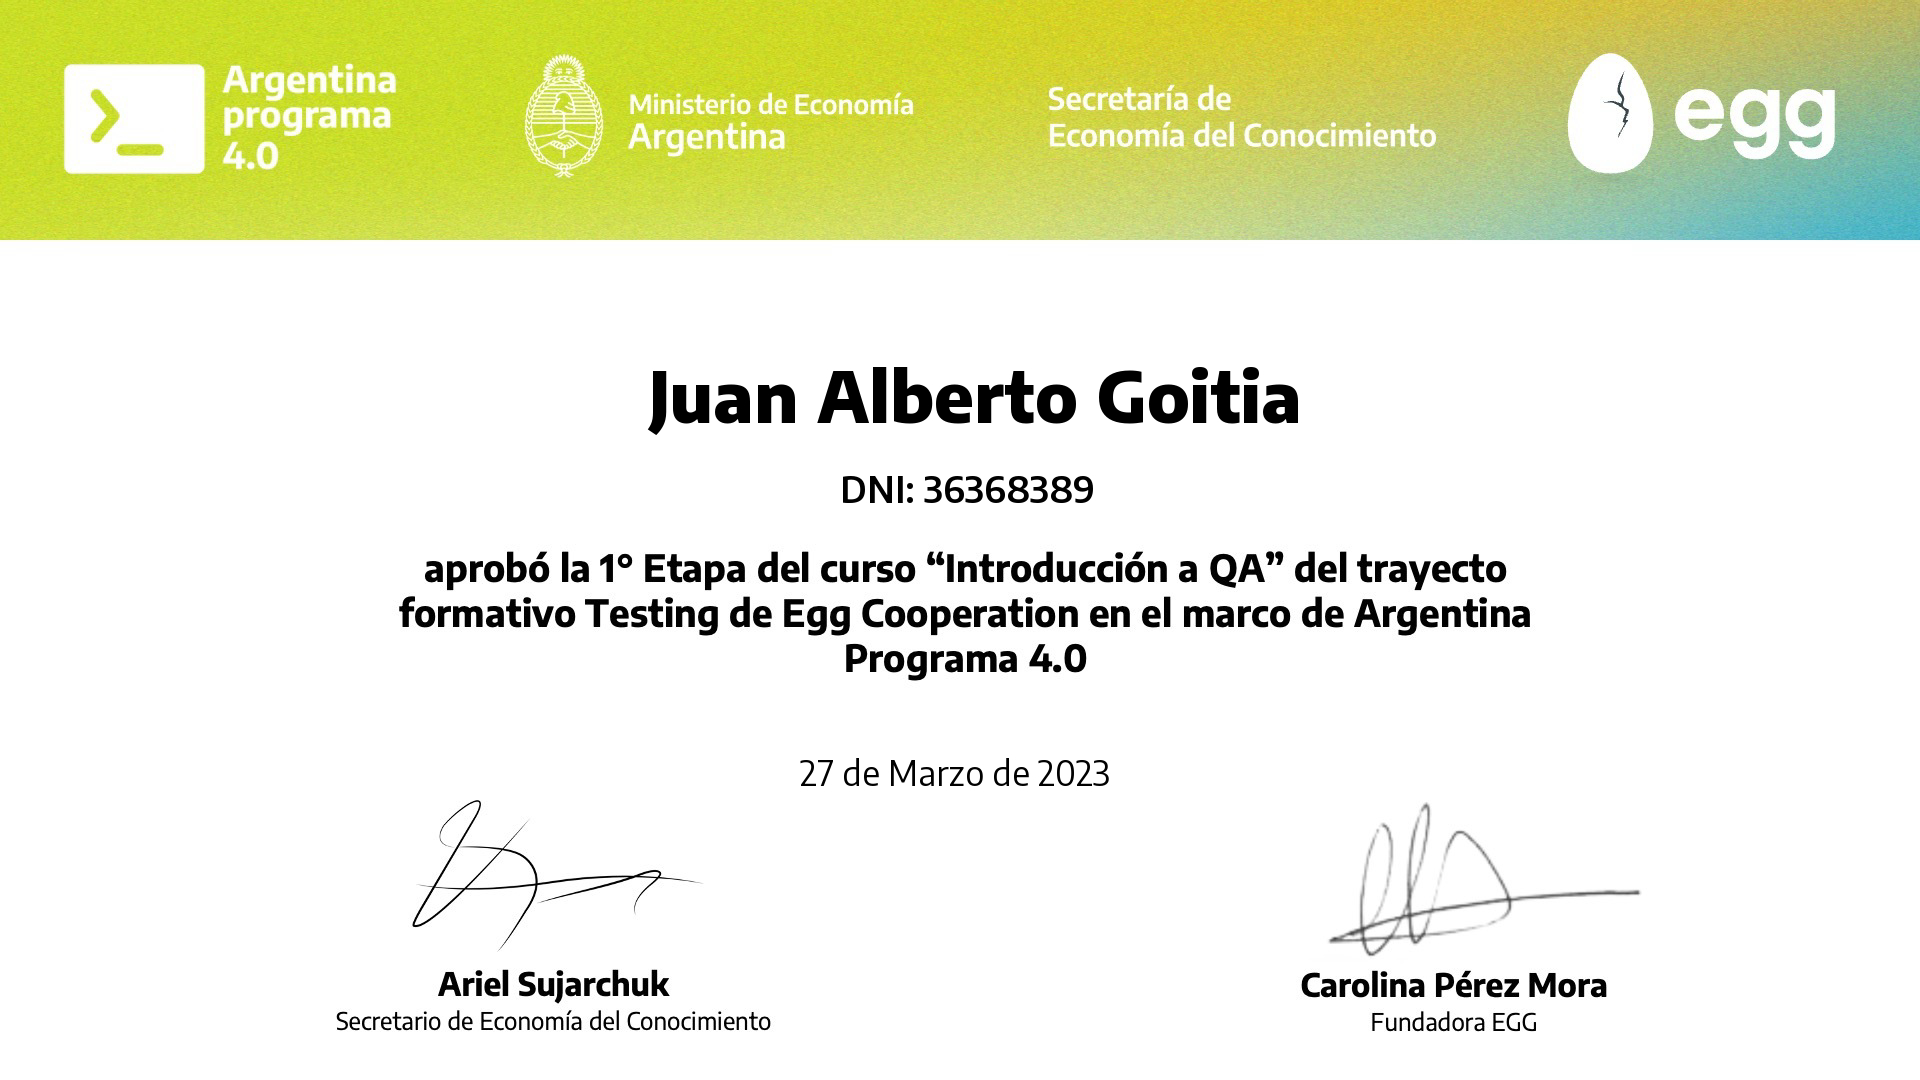 Argentina
programa
4.0
Ministerio de Economía
Argentina
Secretaría de
Economía del Conocimiento
egg
Juan Alberto Goitia
DNI: 36368389
aprobó la 1° Etapa del curso “Introducción a QA” del trayecto
formativo Testing de Egg Cooperation en el marco de Argentina
Programa 4.0
27 de Marzo de 2023
Ariel Sujarchuk
Secretario de Economía del Conocimiento
Carolina Pérez Mora
Fundadora EGG